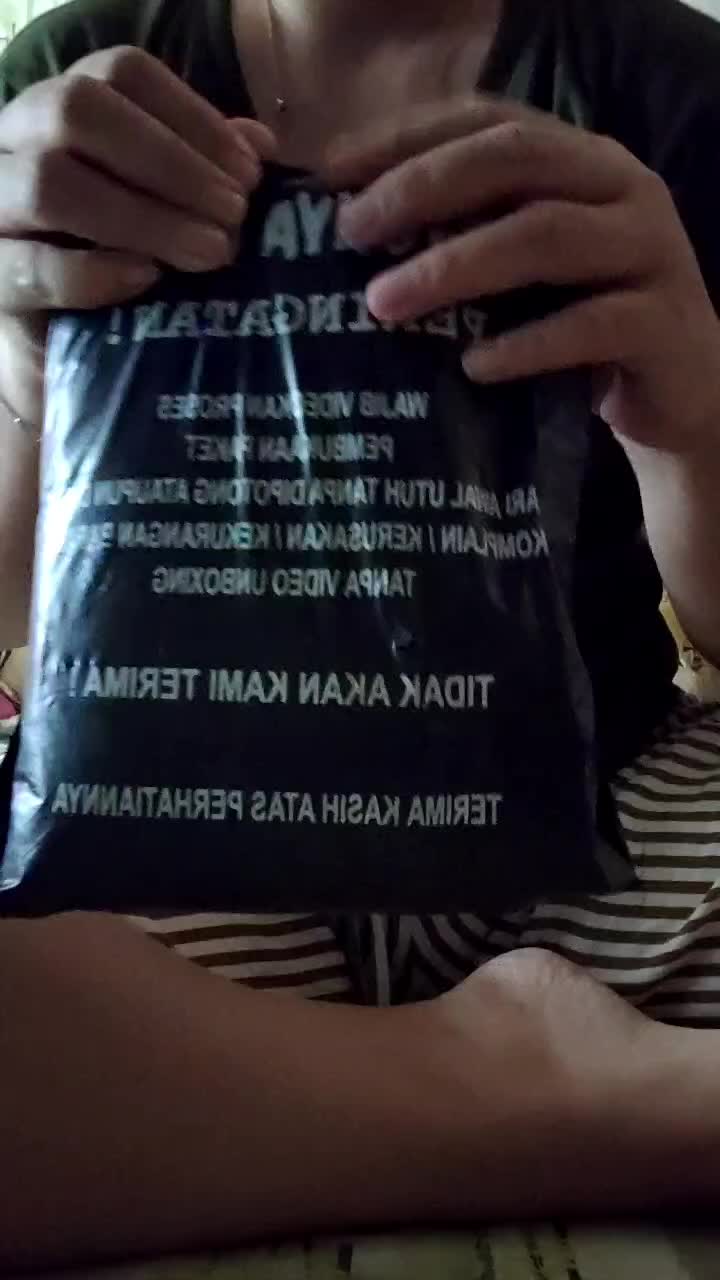 PERINGATAN!
WAJIB VIDEOKAN PROSES
PEMBUKAAN PAKET
DARI AWAL UTUH TANPA DIPOTONG ATAUPUN
KOMPLAIN / KERUSAKAN / KEKURANGAN
TANPA VIDEO UNBOXING
TIDAK AKAN KAMI TERIMA!
TERIMA KASIH ATAS PERHATIANNYA